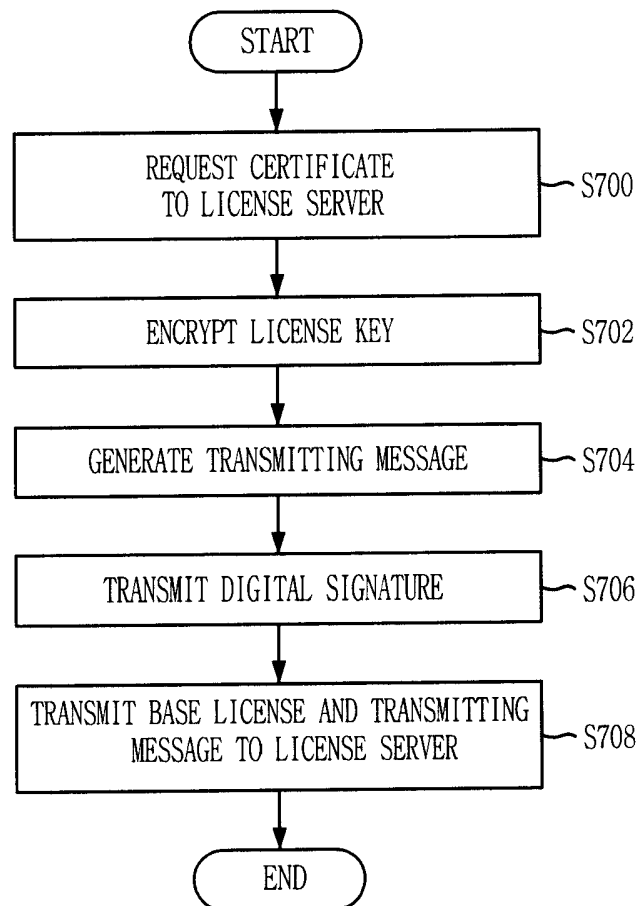 START
REQUEST CERTIFICATE
TO LICENSE SERVER
S700
ENCRYPT LICENSE KEY
S702
GENERATE TRANSMITTING MESSAGE
S704
TRANSMIT DIGITAL SIGNATURE
S706
TRANSMIT BASE LICENSE AND TRANSMITTING
MESSAGE TO LICENSE SERVER
S708
END